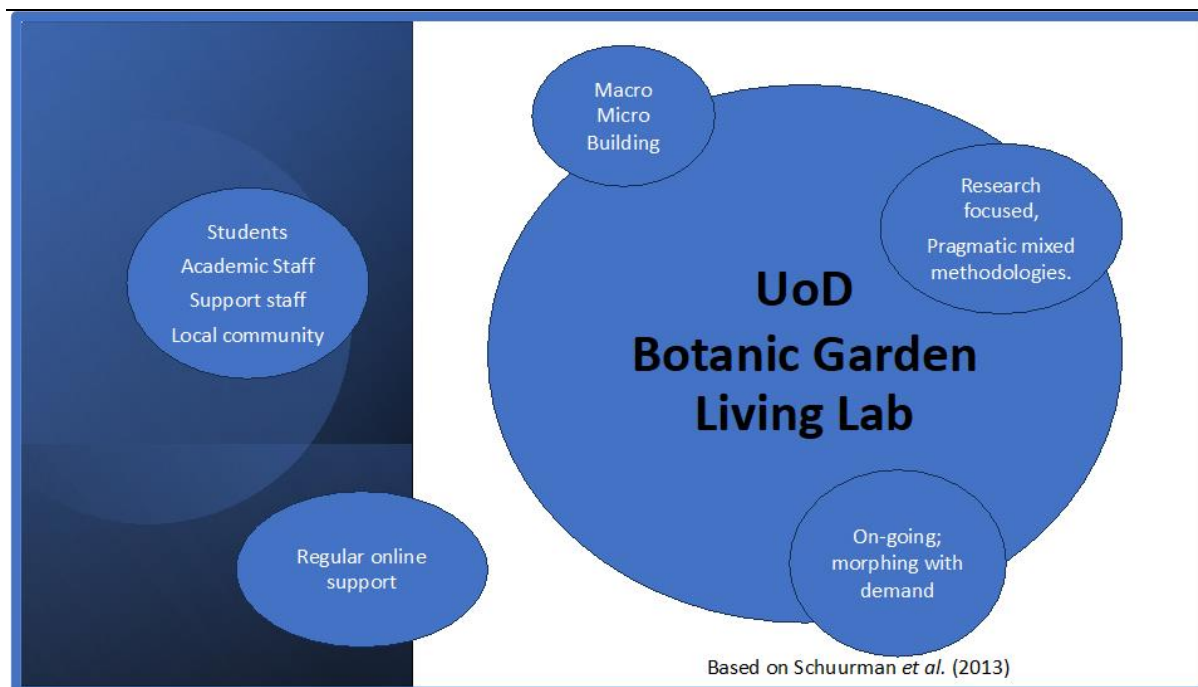 Macro
Micro
Building
Research
focused,
Pragmatic mixed
methodologies.
Students
Academic Staff
Support staff
Local community
UoD
Botanic Garden
Living Lab
Regular online
support
On-going;
morphing with
demand
Based on Schuurman et al. (2013)